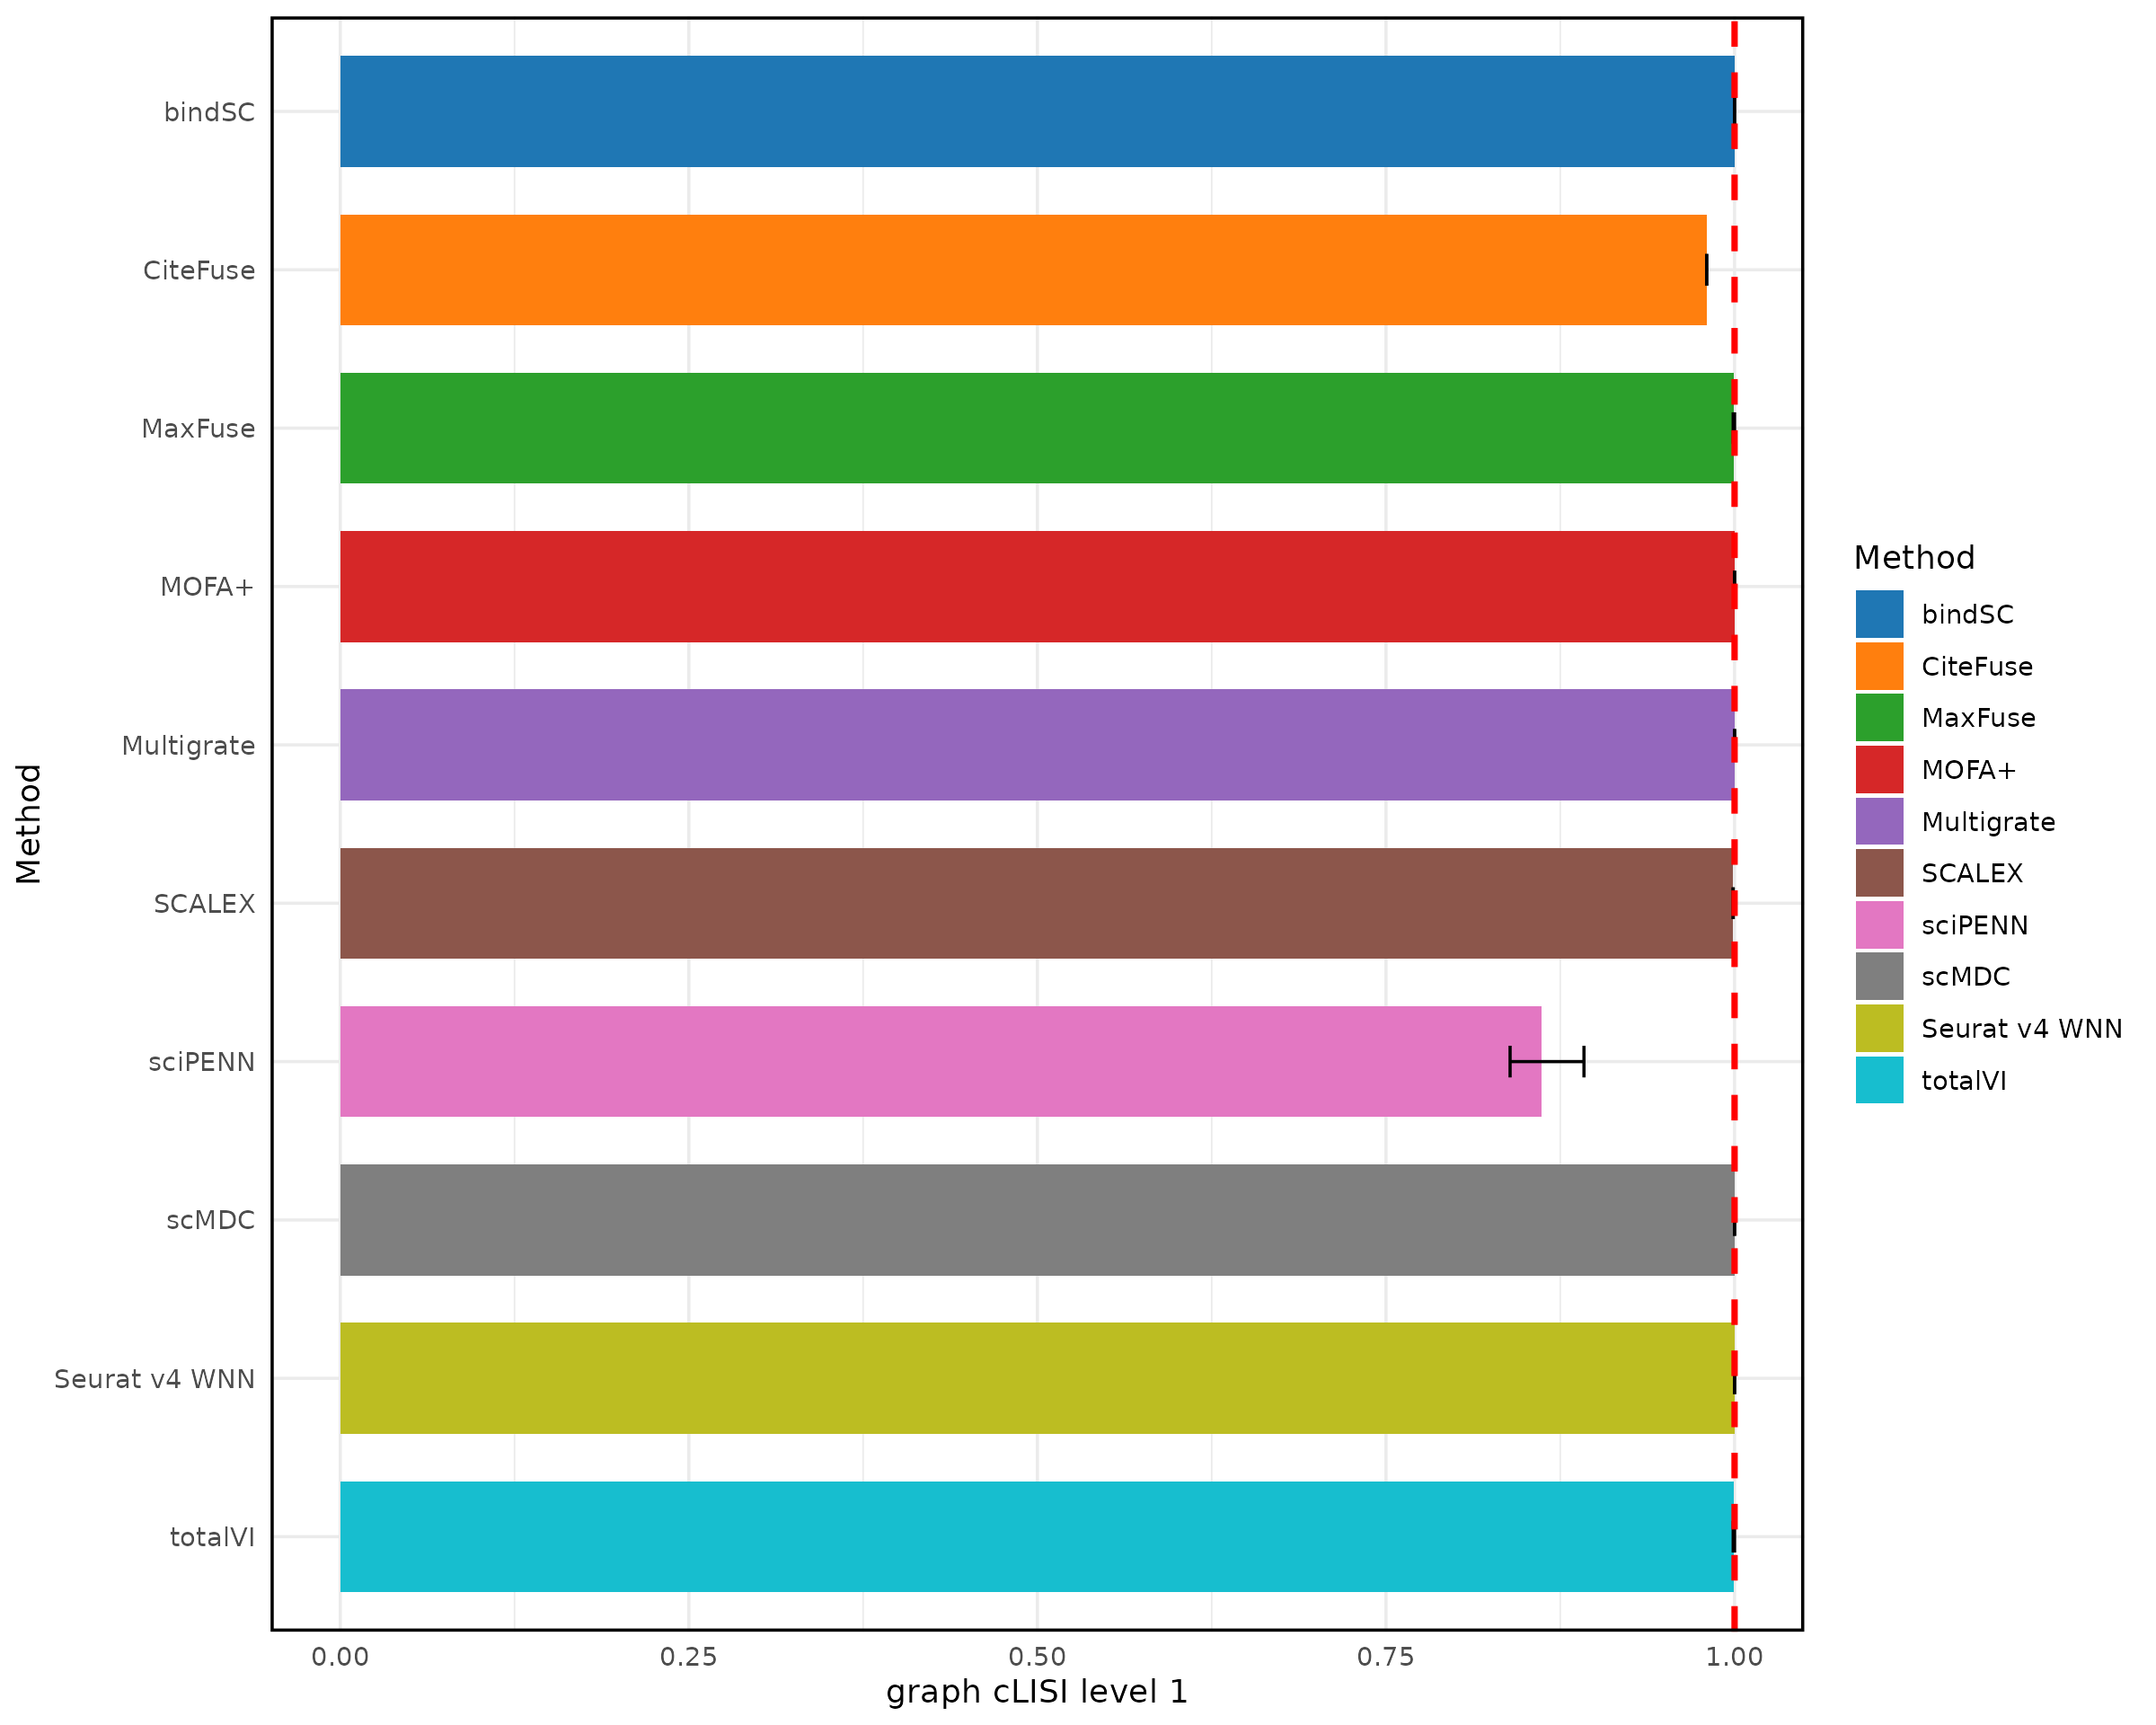 Method
bindSC
CiteFuse
MaxFuse
MOFA+
Multigrate
SCALEX
sciPENN
scMDC
Seurat v4 WNN
totalVI
0.00 0.25 0.50 0.75 1.00
graph cLISI level 1
Method
bindSC
CiteFuse
MaxFuse
MOFA+
Multigrate
SCALEX
sciPENN
scMDC
Seurat v4 WNN
totalVI